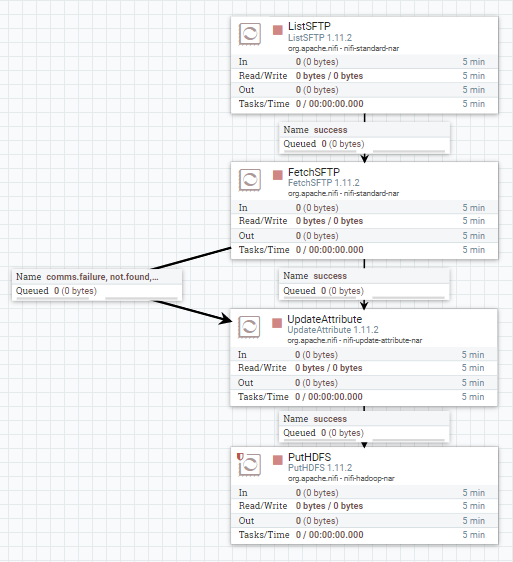 ListSFTP
ListSFTP 1.11.2
org.apache.nifi - nifi-standard-nar
In 0 (0 bytes) 5 min
Read/Write 0 bytes / 0 bytes 5 min
Out 0 (0 bytes) 5 min
Tasks/Time 0 / 00:00:00.000 5 min
Name success
Queued 0 (0 bytes)
FetchSFTP
FetchSFTP 1.11.2
org.apache.nifi - nifi-standard-nar
In 0 (0 bytes) 5 min
Read/Write 0 bytes / 0 bytes 5 min
Out 0 (0 bytes) 5 min
Tasks/Time 0 / 00:00:00.000 5 min
Name comms.failure, not.found,...
Queued 0 (0 bytes)
Name success
Queued 0 (0 bytes)
UpdateAttribute
UpdateAttribute 1.11.2
org.apache.nifi - nifi-update-attribute-nar
In 0 (0 bytes) 5 min
Read/Write 0 bytes / 0 bytes 5 min
Out 0 (0 bytes) 5 min
Tasks/Time 0 / 00:00:00.000 5 min
Name success
Queued 0 (0 bytes)
PutHDFS
PutHDFS 1.11.2
org.apache.nifi - nifi-hadoop-nar
In 0 (0 bytes) 5 min
Read/Write 0 bytes / 0 bytes 5 min
Out 0 (0 bytes) 5 min
Tasks/Time 0 / 00:00:00.000 5 min